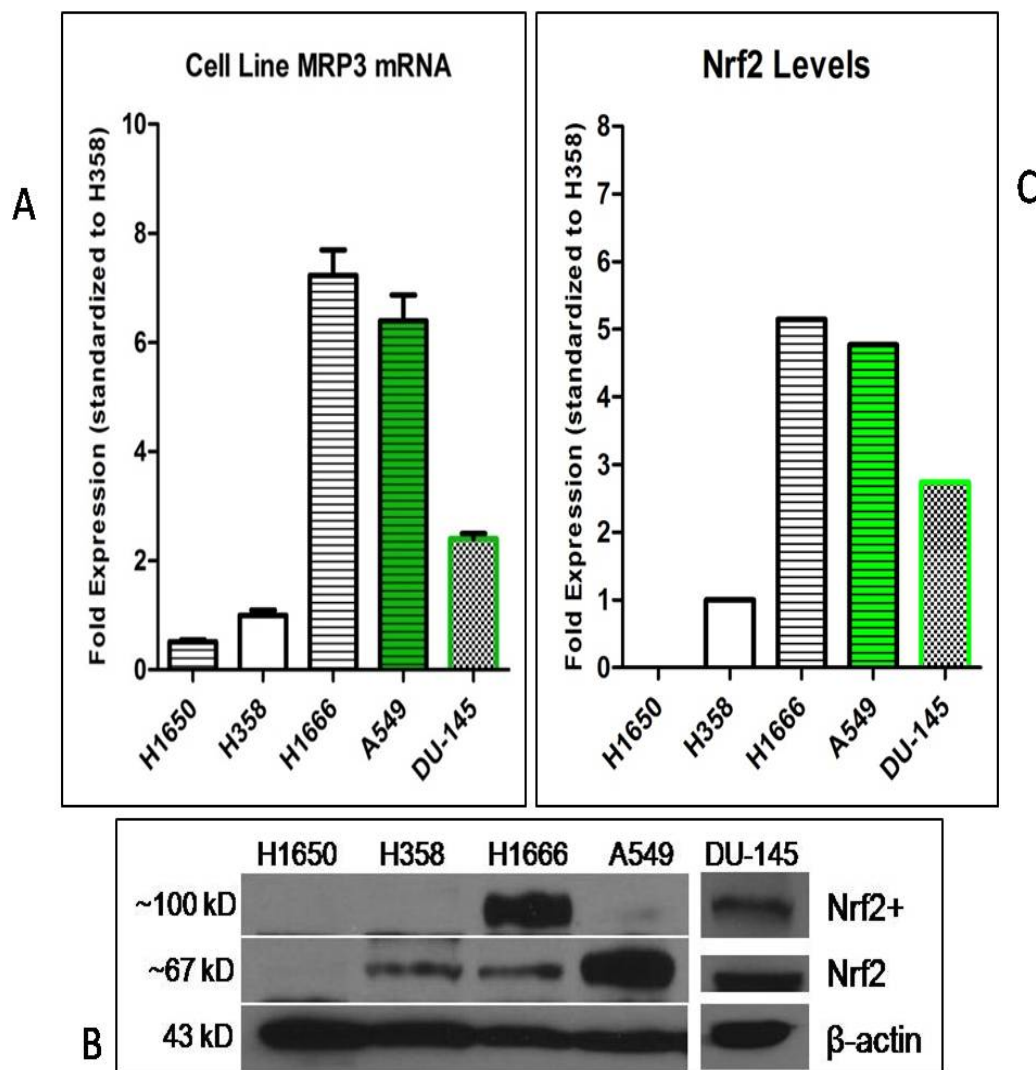 A
Cell Line MRP3 mRNA
Fold Expression (standardized to H358)
10
8
6
4
2
0
H1650
H358
H1666
A549
DU-145
C
Nrf2 Levels
Fold Expression (standardized to H358)
8
7
6
5
4
3
2
1
0
H1650
H358
H1666
A549
DU-145
B
H1650 H358 H1666 A549 DU-145
~100 kD Nrf2+
~67 kD Nrf2
43 kD β-actin